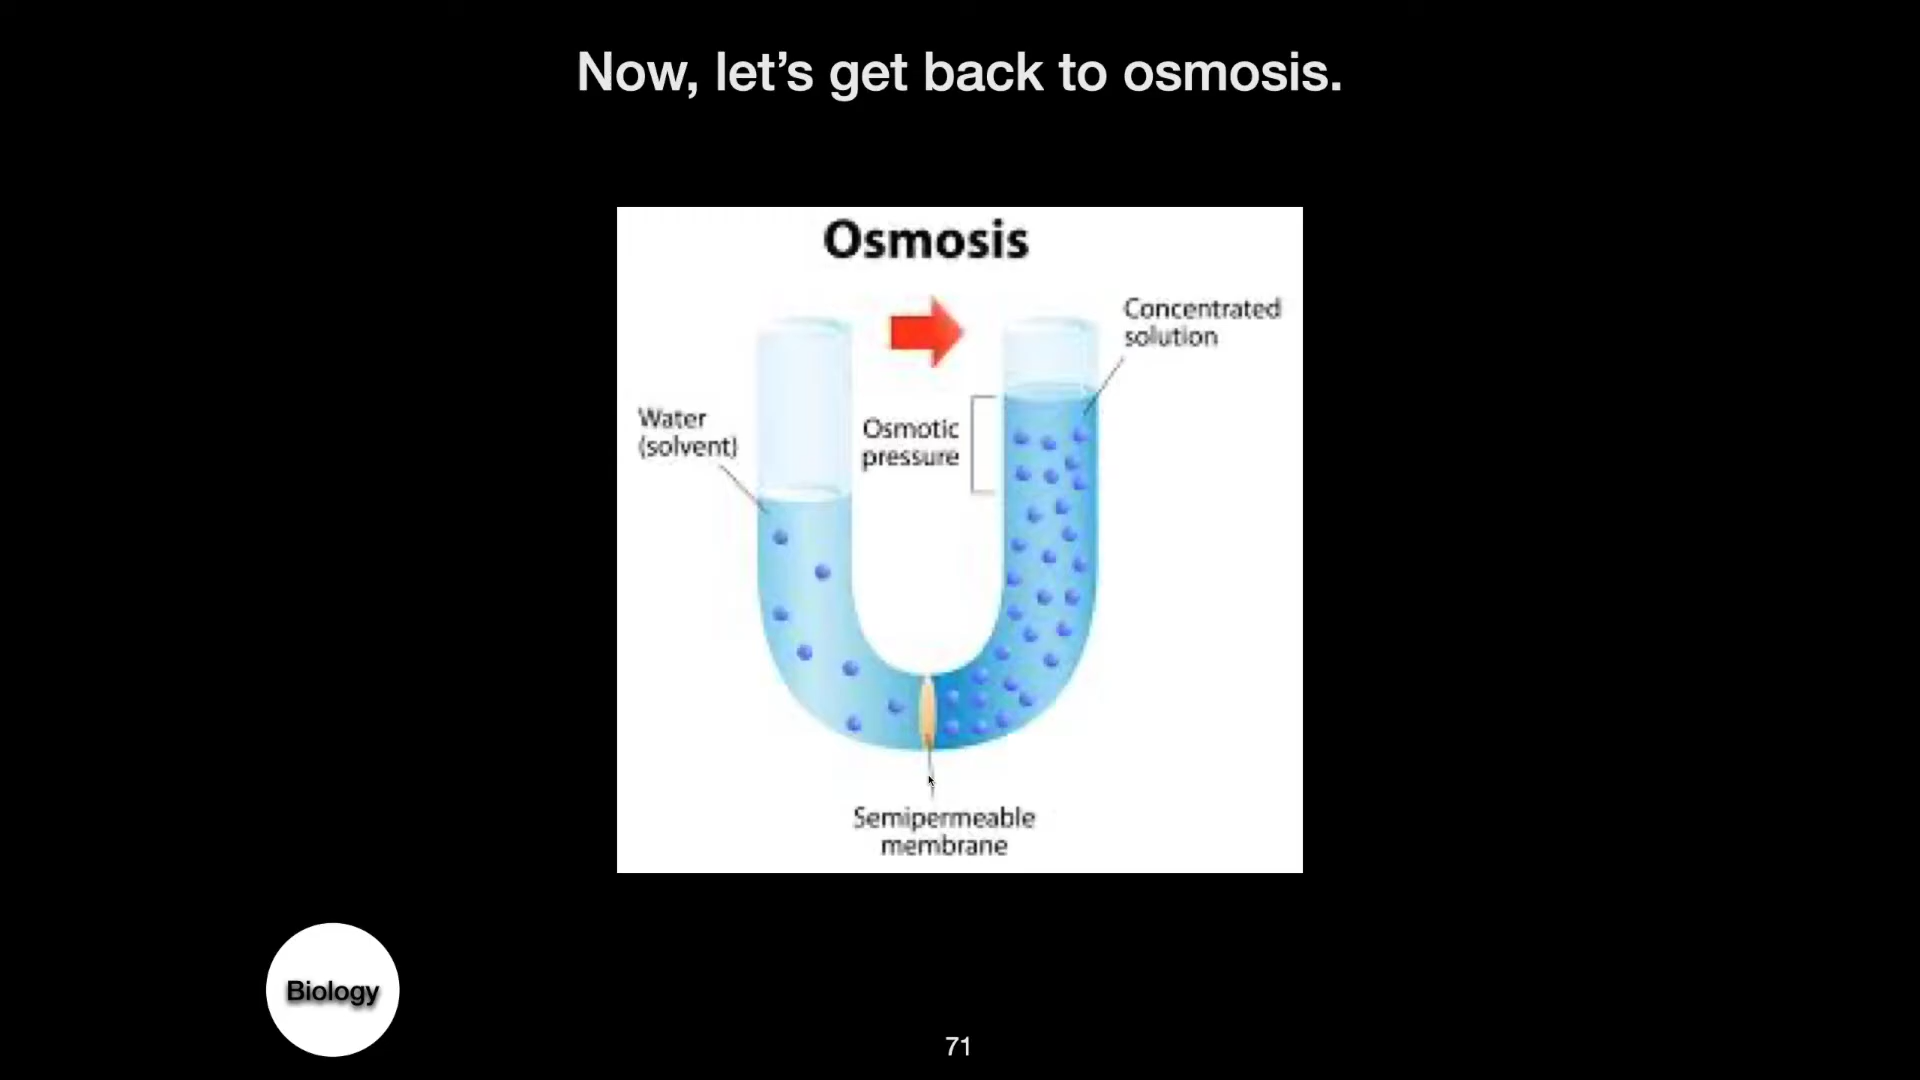 Now, let’s get back to osmosis.
Osmosis
Concentrated
solution
Water
(solvent)
Osmotic
pressure
Semipermeable
membrane
Biology
71